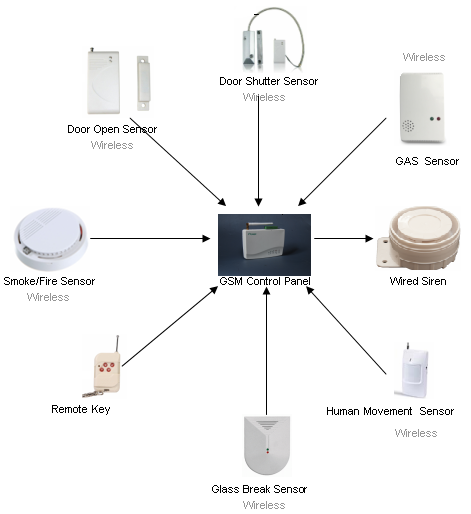 Wireless
Door Shutter Sensor
Wireless
Door Open Sensor
Wireless
GAS Sensor
Smoke/Fire Sensor
Wireless
GSM Control Panel
Wired Siren
Remote Key
Human Movement Sensor
Wireless
Glass Break Sensor
Wireless